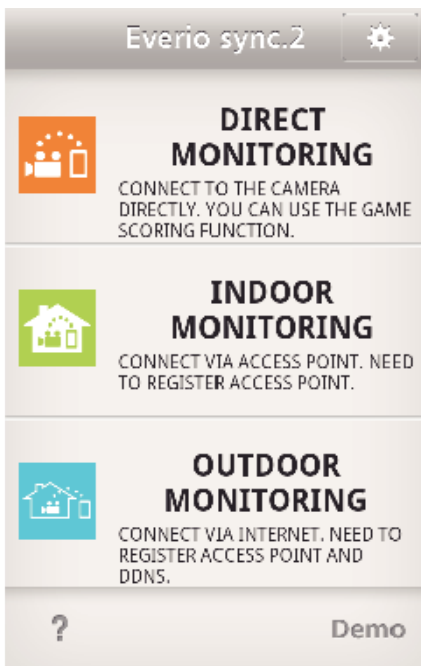 Everio sync.2
DIRECT
MONITORING
CONNECT TO THE CAMERA
DIRECTLY. YOU CAN USE THE GAME
SCORING FUNCTION.
INDOOR
MONITORING
CONNECT VIA ACCESS POINT. NEED
TO REGISTER ACCESS POINT.
OUTDOOR
MONITORING
CONNECT VIA INTERNET. NEED TO
REGISTER ACCESS POINT AND
DDNS.
? Demo